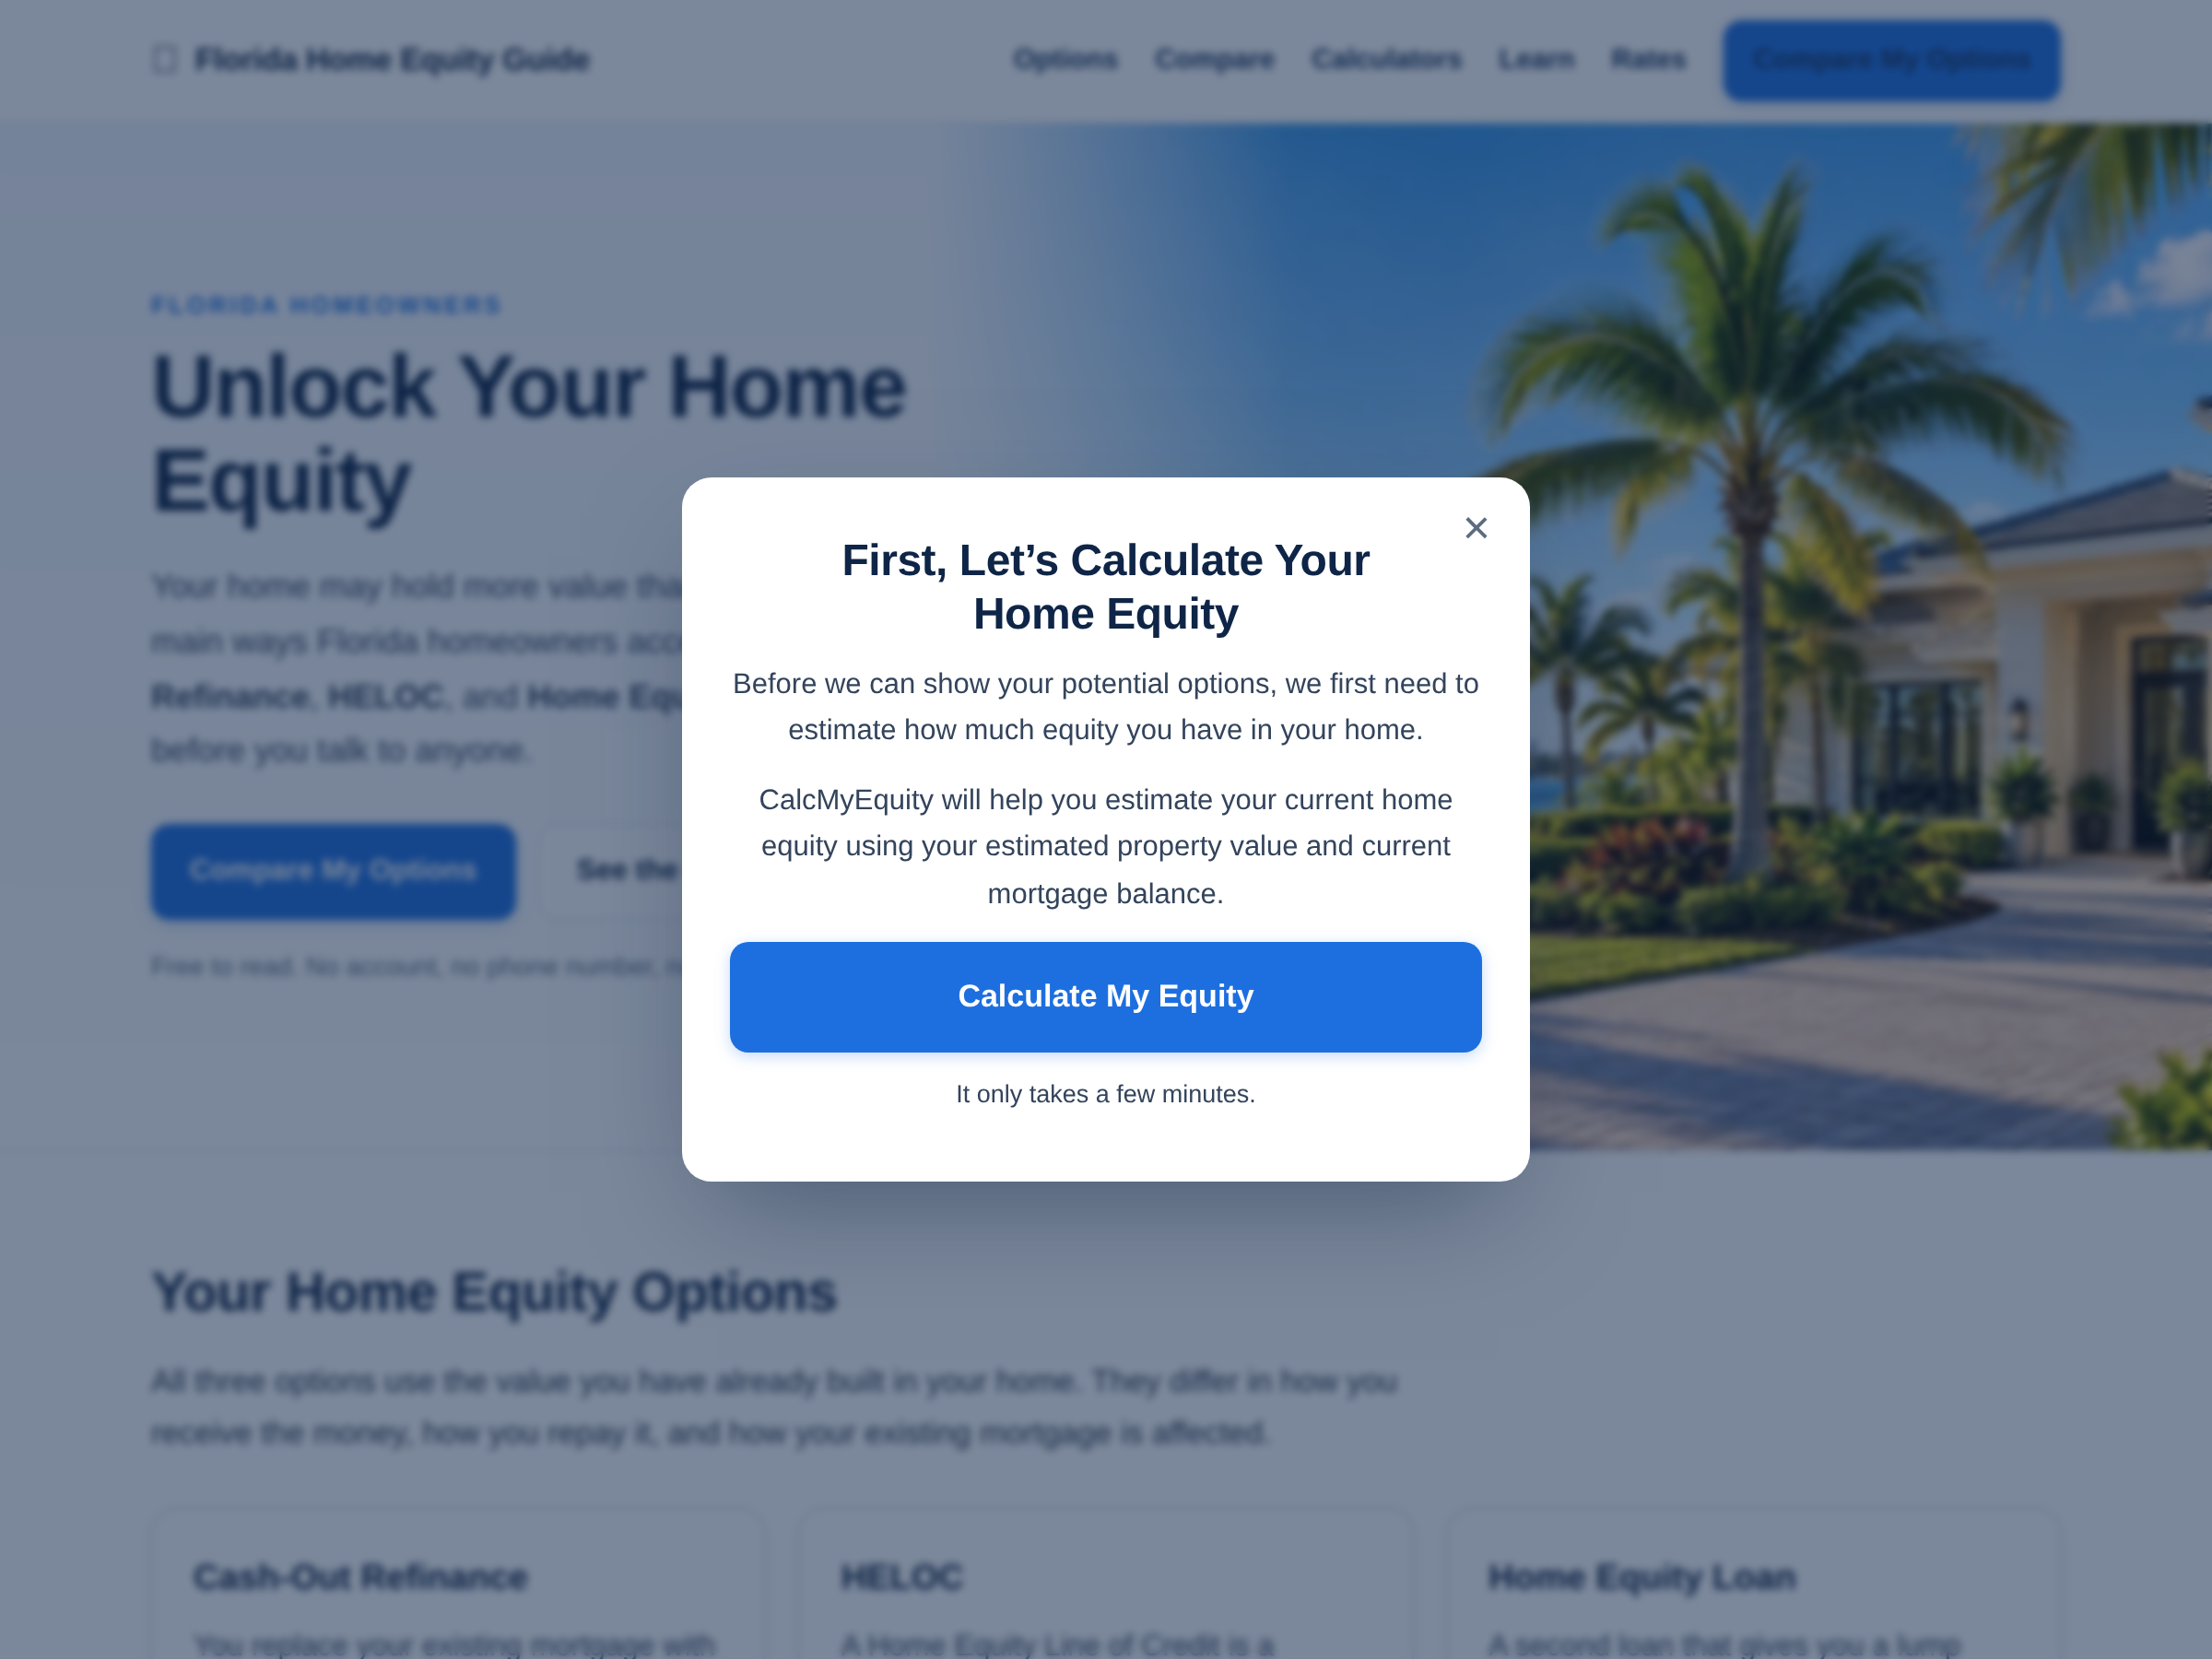 Florida Home Equity Guide
Options
Compare
Calculators
Learn
Rates
Compare My Options
FLORIDA HOMEOWNERS
Unlock Your Home
Equity
Your home may hold more value
main ways Florida homeowners
Refinance, HELOC, and Home
before you talk to anyone.
Compare My Options
See the
Free to read. No account, no phone number,
First, Let’s Calculate Your
Home Equity
Before we can show your potential options, we first need to
estimate how much equity you have in your home.
CalcMyEquity will help you estimate your current home
equity using your estimated property value and current
mortgage balance.
Calculate My Equity
It only takes a few minutes.
Your Home Equity Options
All three options use the value you have already built in your home. They differ in how you
receive the money, how you repay it, and how your existing mortgage is affected.
Cash-Out Refinance
HELOC
Home Equity Loan
You replace your existing mortgage with
A Home Equity Line of Credit is a
A second loan that gives you a lump